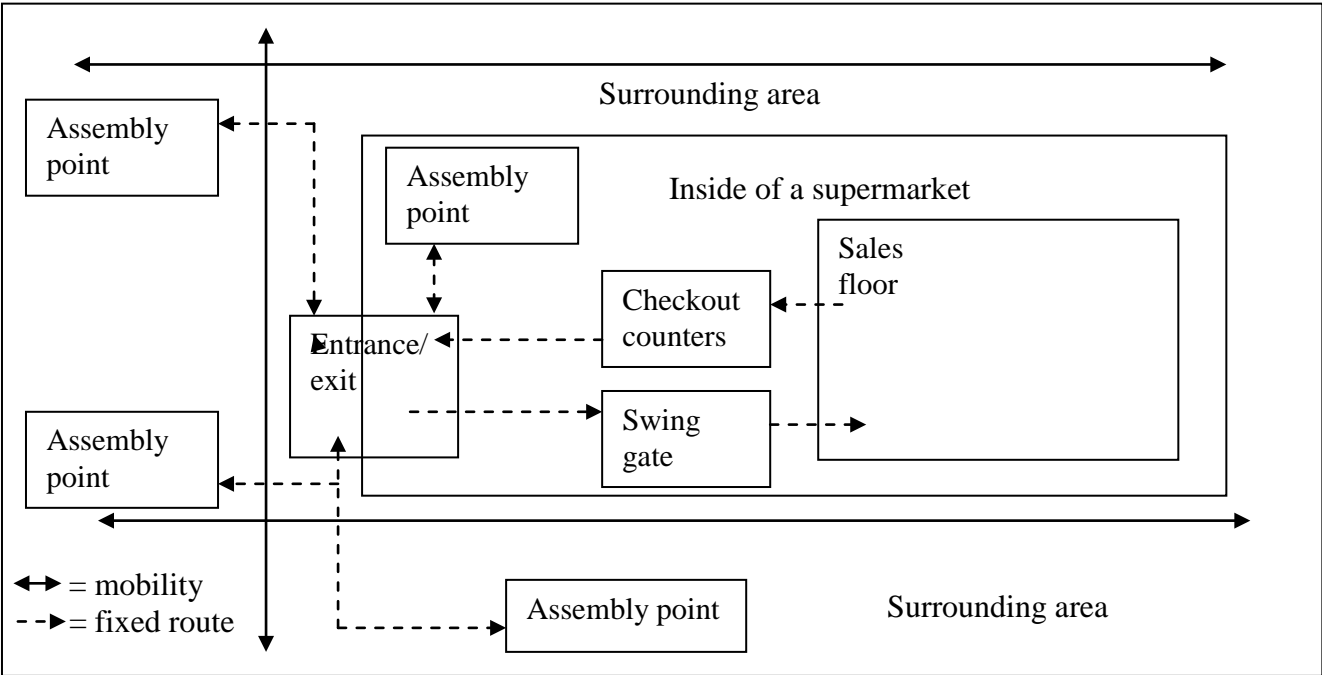 Surrounding area
Assembly
point
Assembly
point
Inside of a supermarket
Sales
floor
Checkout
counters
Entrance/
exit
Swing
gate
Assembly
point
= mobility
= fixed route
Assembly point
Surrounding area